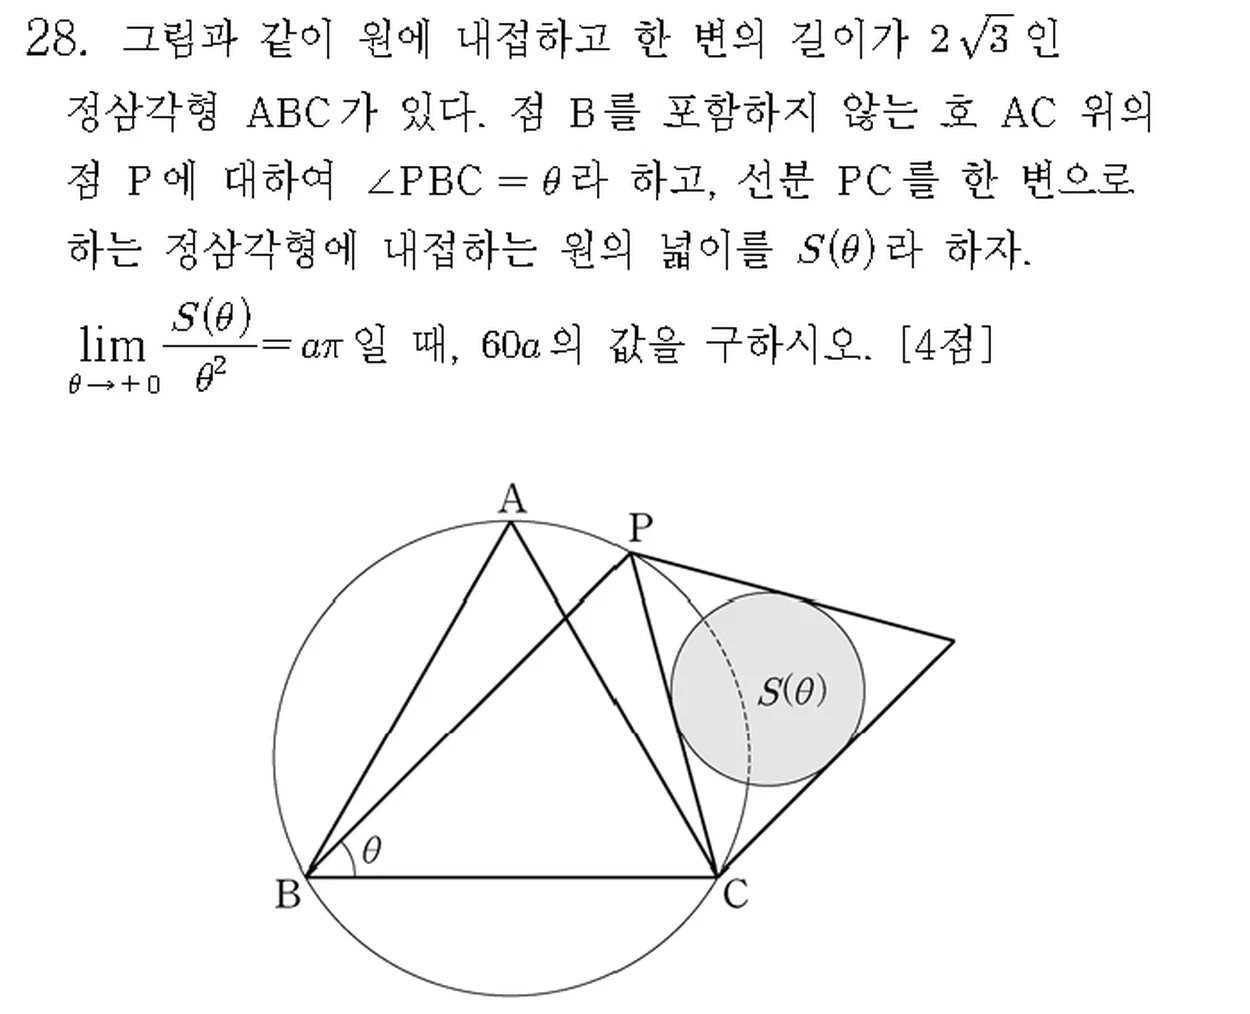 28. 그림과 같이 원에 내접하고 한 변의 길이가 2√3 인
정삼각형 ABC가 있다. 점 B를 포함하지 않는 호 AC 위의
점 P에 대하여 ∠PBC = θ라 하고, 선분 PC를 한 변으로
하는 정삼각형에 내접하는 원의 넓이를 S(θ)라 하자.
lim_{θ→+0} S(θ)/θ² = aπ일 때, 60a의 값을 구하시오. [4점]
A
P
S(θ)
θ
B
C